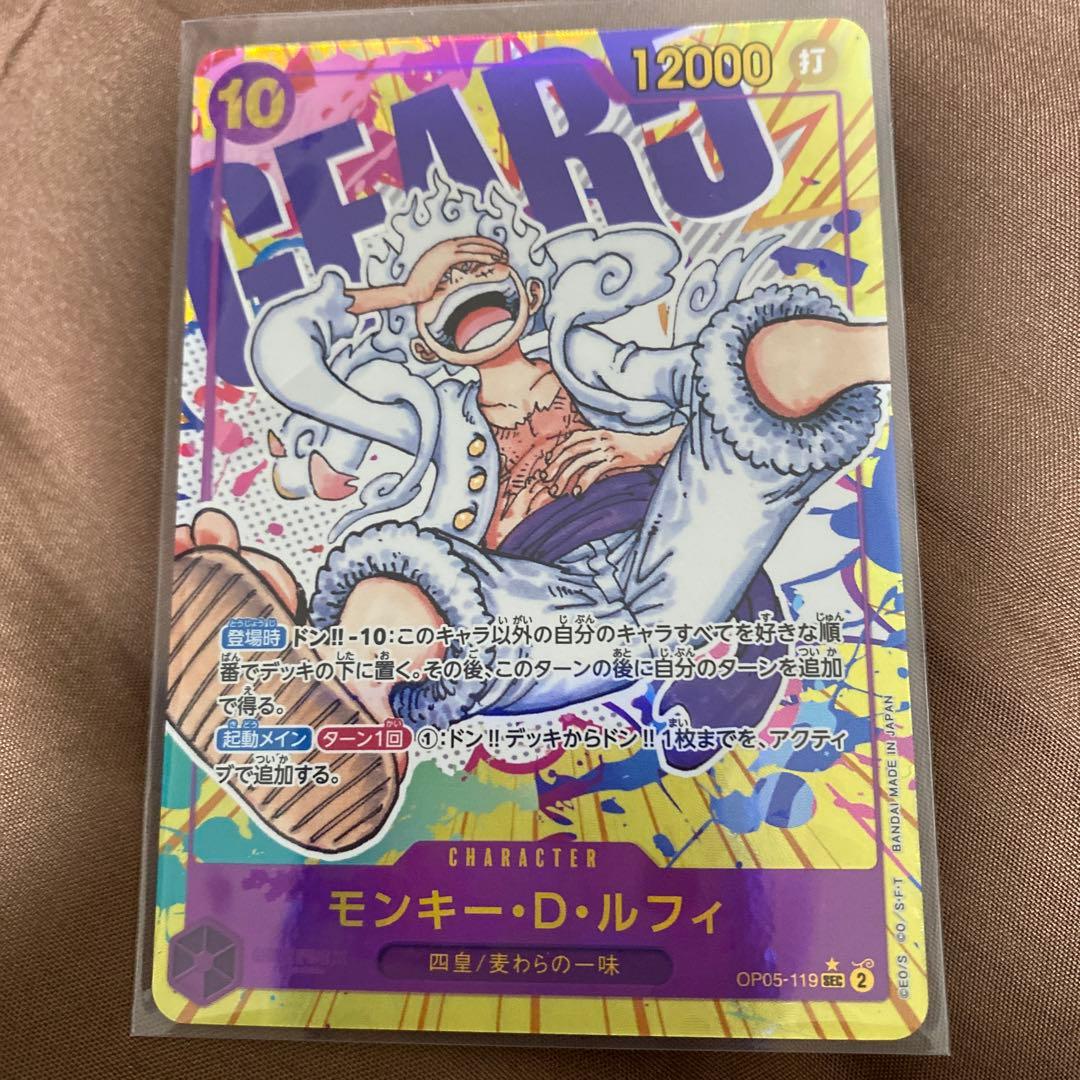 10
12000 打
GEAR5
登場時 ドン!!-10:このキャラ以外の自分のキャラすべてを好きな順
番でデッキの下に置く。その後、このターンの後に自分のターンを追加
で得る。
起動メイン ターン1回 ①:ドン!!デッキからドン!!1枚までを、アクティ
ブで追加する。
CHARACTER
モンキー・D・ルフィ
四皇/麦わらの一味
OP05-119 SEC 2
©EO/S ©O/S・F・T BANDAI MADE IN JAPAN